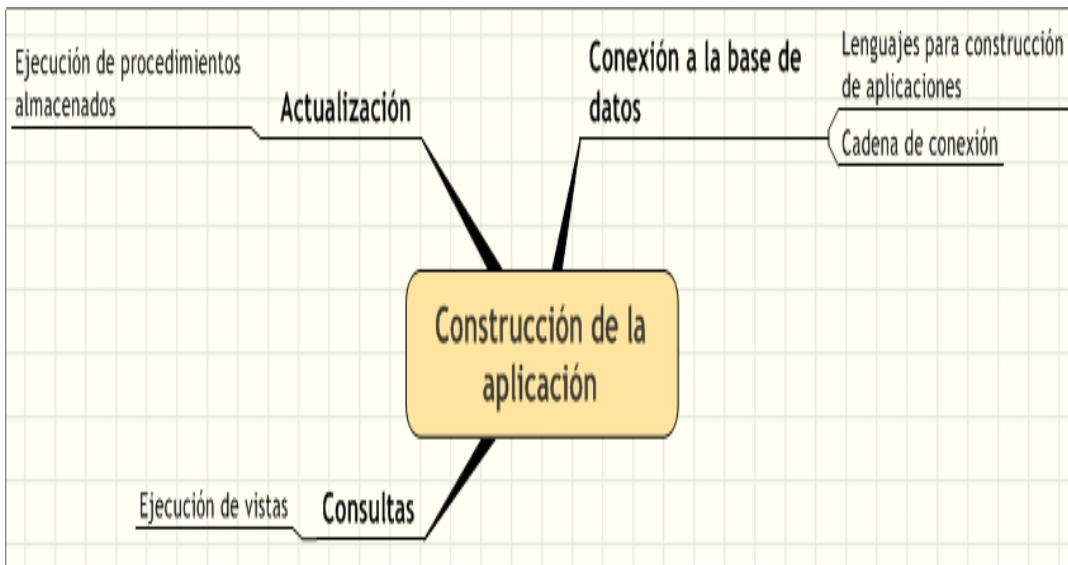 Ejecución de procedimientos
almacenados
Actualización
Conexión a la base de
datos
Lenguajes para construcción
de aplicaciones
Cadena de conexión
Construcción de la
aplicación
Ejecución de vistas
Consultas